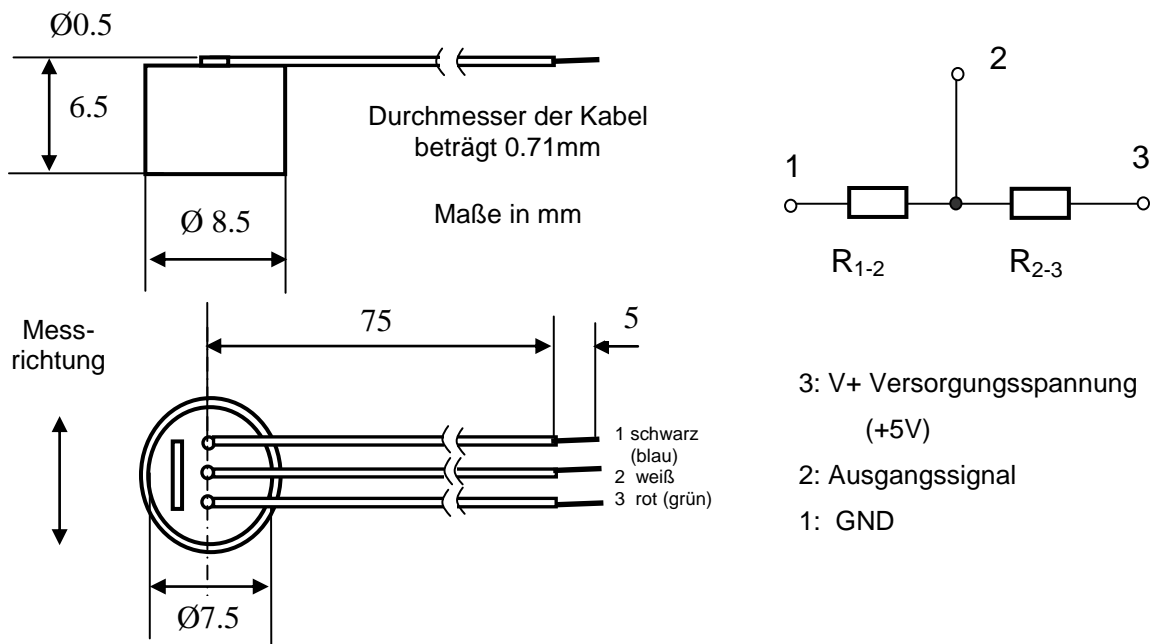 Ø0.5
6.5
Durchmesser der Kabel
beträgt 0.71mm
Ø 8.5
Maße in mm
2
1
3
R1-2
R2-3
Mess-
richtung
75
5
1 schwarz
(blau)
2 weiß
3 rot (grün)
Ø7.5
3: V+ Versorgungsspannung
(+5V)
2: Ausgangssignal
1: GND